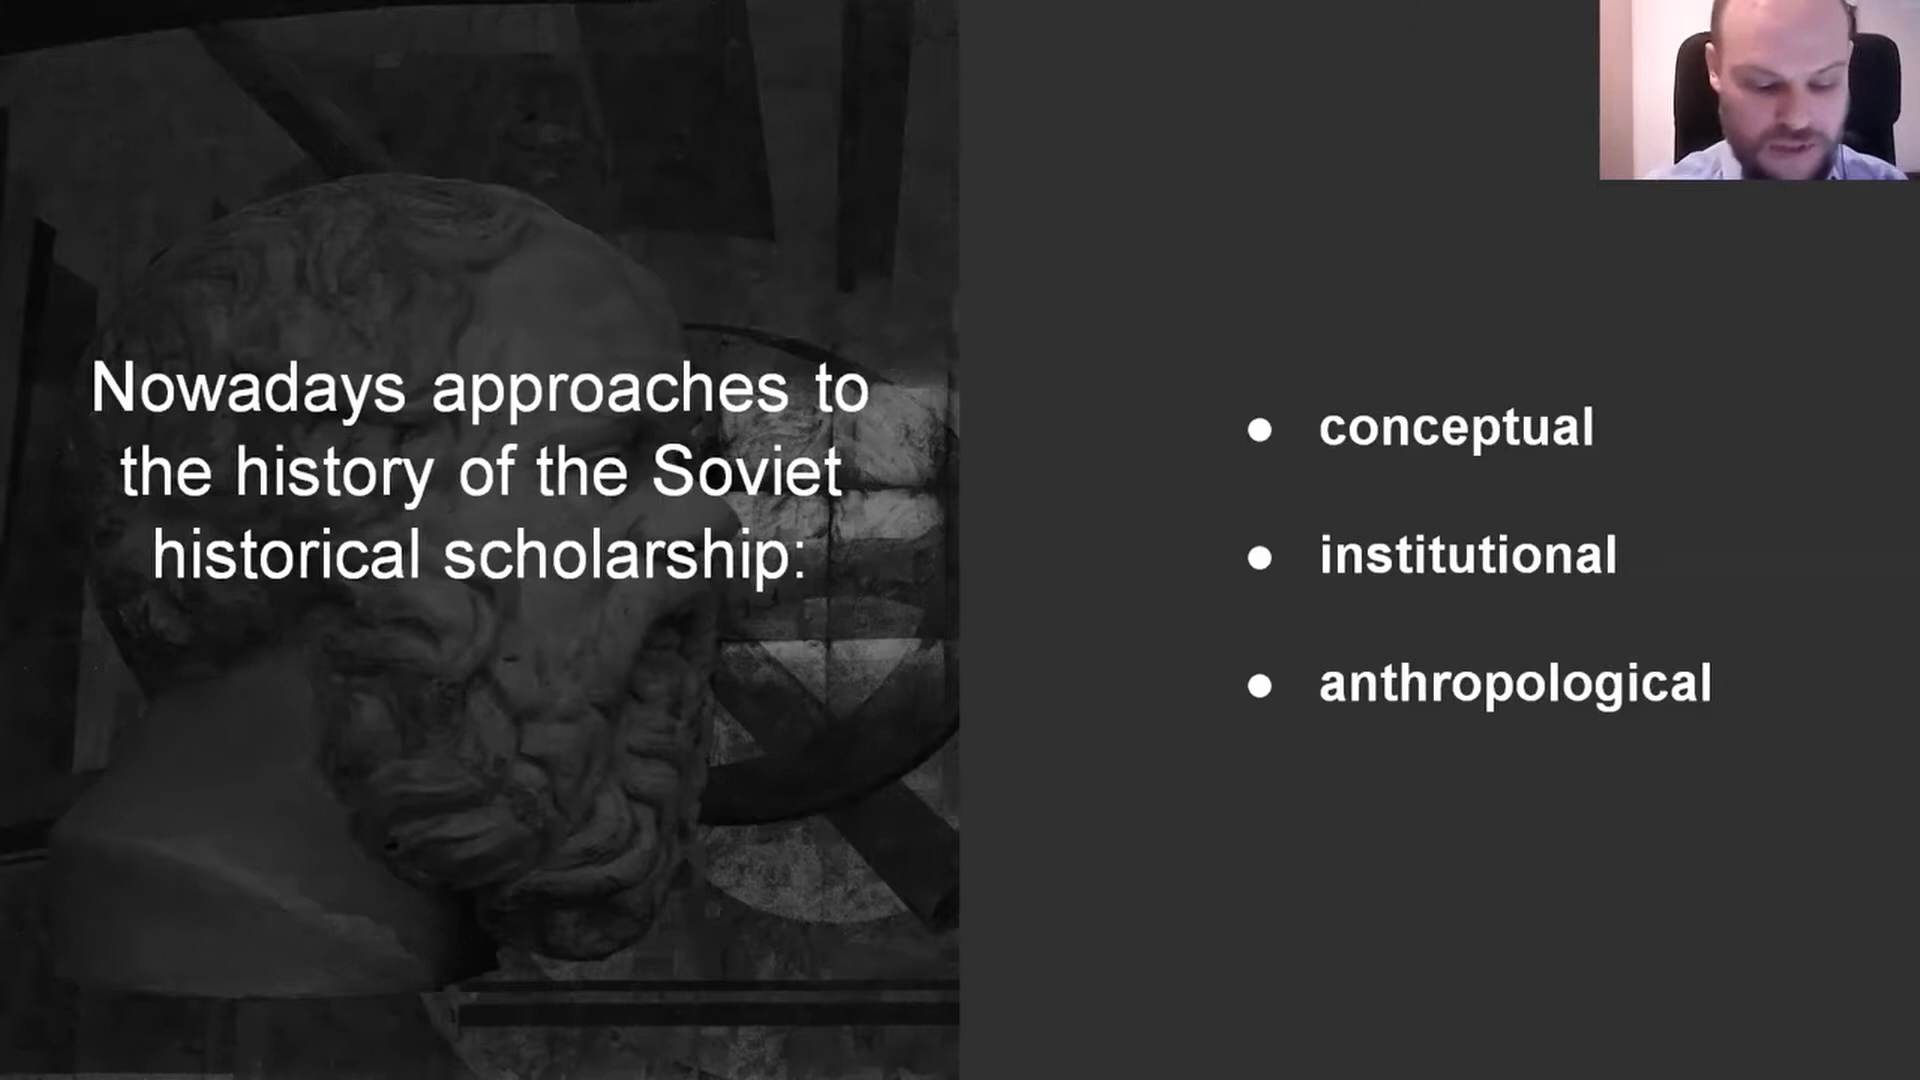 Nowadays approaches to
the history of the Soviet
historical scholarship:
● conceptual
● institutional
● anthropological